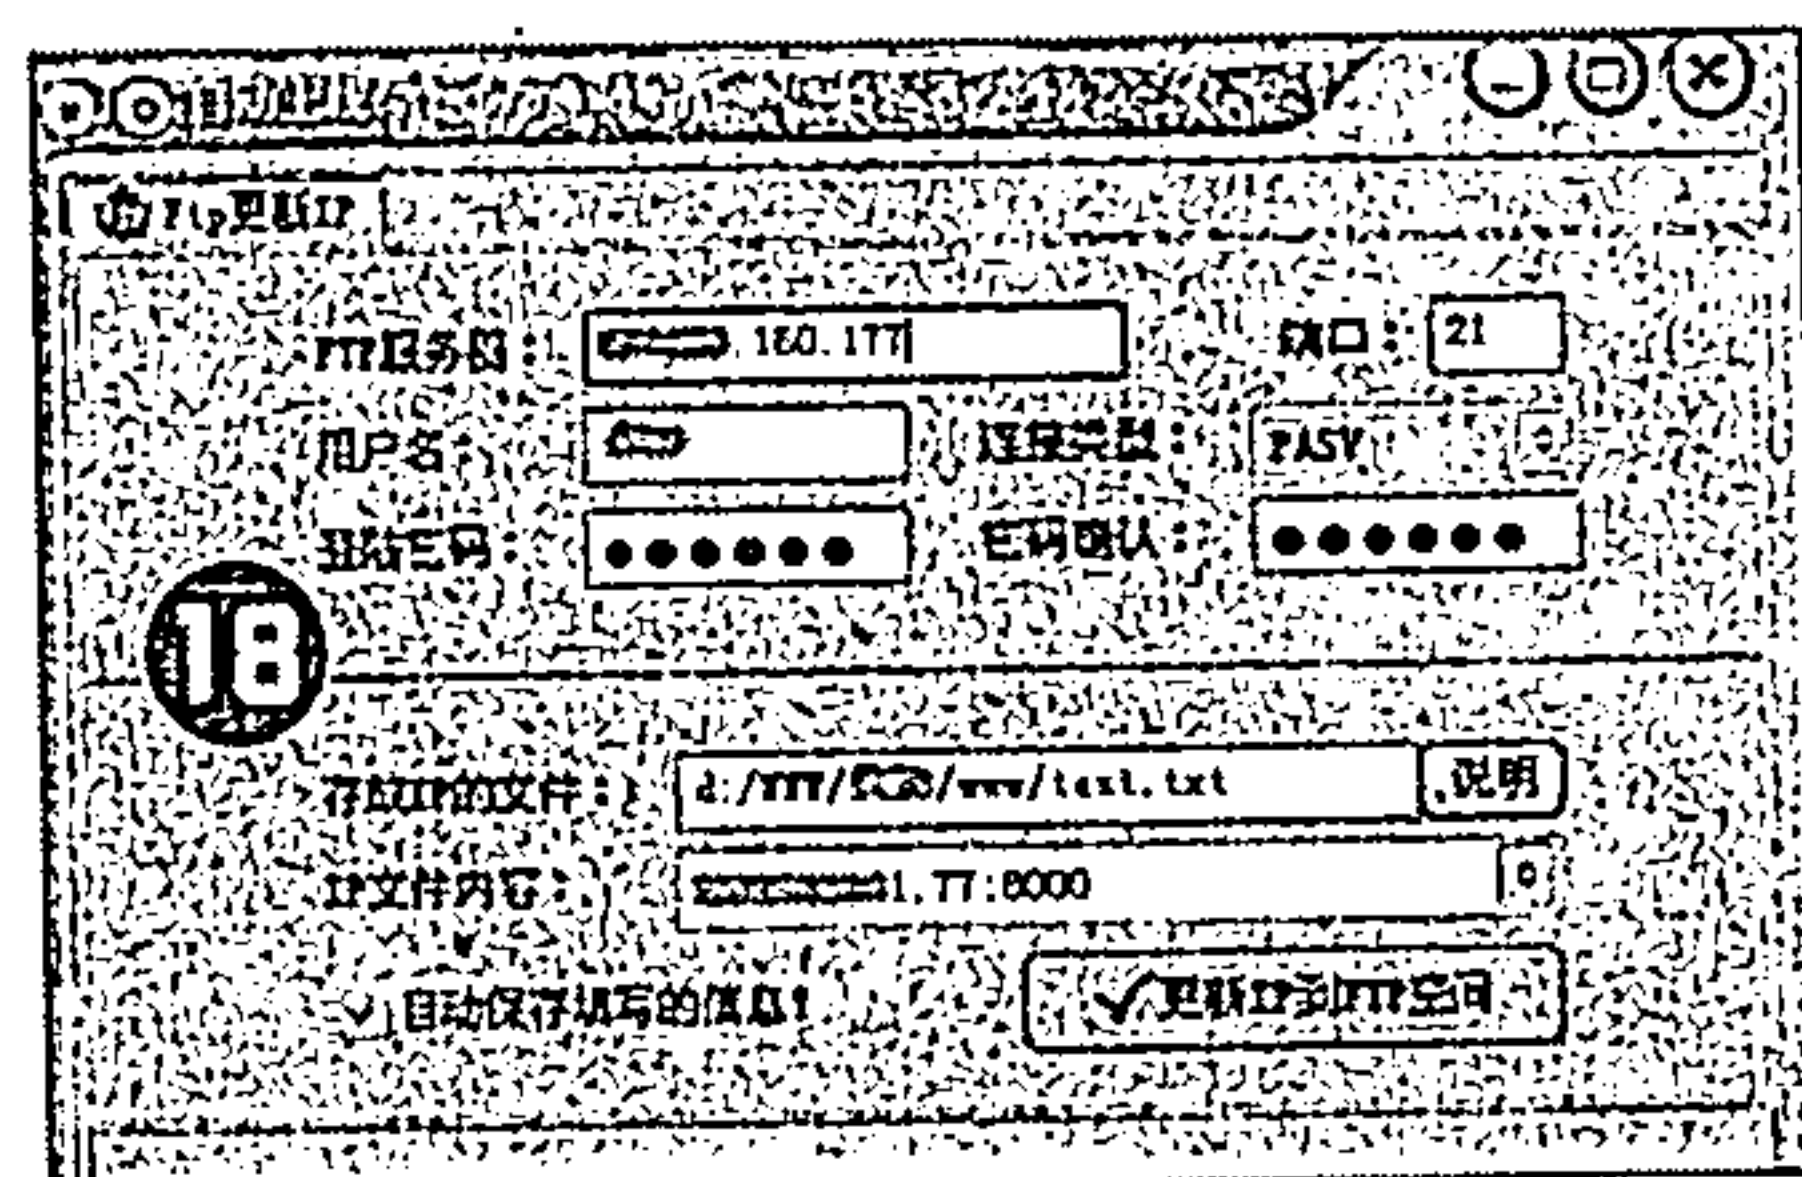 Ftp更新IP
FTP服务器： .160.177 端口： 21
用户名： 连接类型： PASV
登陆密码： ●●●●●● 密码确认： ●●●●●●
18
存放IP的文件： d:/ / /www/ .txt 说明
IP文件内容： 1.77:8000
自动保存填写的信息！ 更新IP到FTP空间